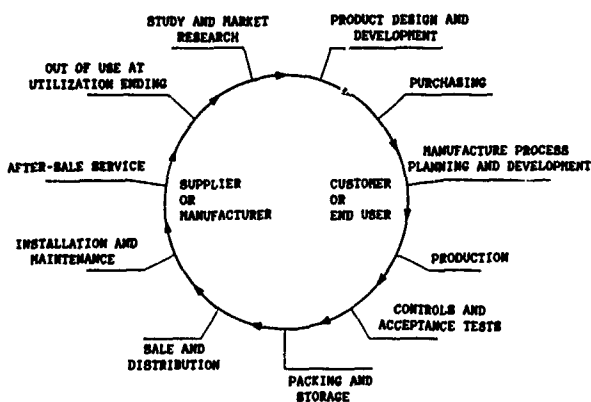 STUDY AND MARKET
RESEARCH
PRODUCT DESIGN AND
DEVELOPMENT
PURCHASING
MANUFACTURE PROCESS
PLANNING AND DEVELOPMENT
PRODUCTION
CONTROLS AND
ACCEPTANCE TESTS
PACKING AND
STORAGE
SALE AND
DISTRIBUTION
INSTALLATION AND
MAINTENANCE
AFTER-SALE SERVICE
OUT OF USE AT
UTILIZATION ENDING
SUPPLIER
OR
MANUFACTURER
CUSTOMER
OR
END USER